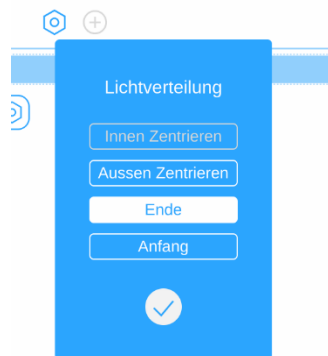 Lichtverteilung
Innen Zentrieren
Aussen Zentrieren
Ende
Anfang